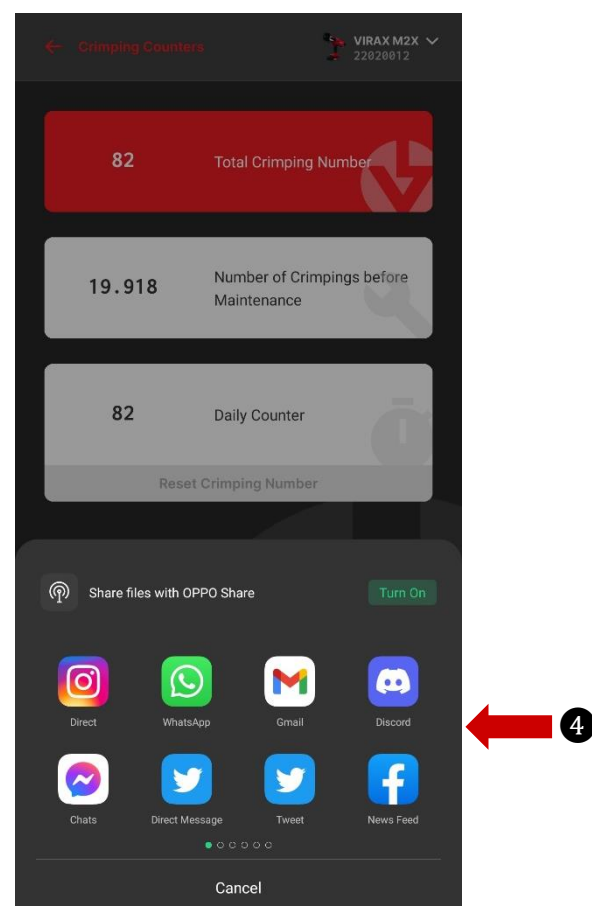 ← Crimping Counters
VIRAX M2X
22020012
82
Total Crimping Number
19.918
Number of Crimpings before
Maintenance
82
Daily Counter
Reset Crimping Number
Share files with OPPO Share
Turn On
Direct
WhatsApp
Gmail
Discord
4
Chats
Direct Message
Tweet
News Feed
Cancel